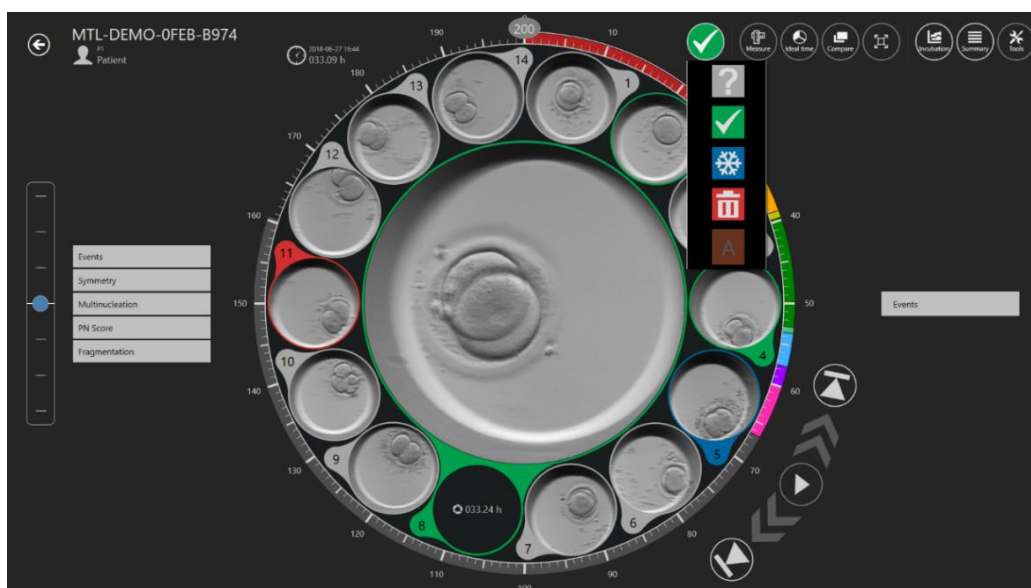 MTL-DEMO-0FEB-B974
P1
Patient
2018-06-27 16:44
033.09 h
Measure
Ideal time
Compare
Incubation
Summary
Tools
Events
Symmetry
Multinucleation
PN Score
Fragmentation
Events
200
10
40
50
60
70
80
90
100
110
120
130
140
150
160
170
180
190
1
4
5
6
7
8
9
10
11
12
13
14
033.24 h
?
A